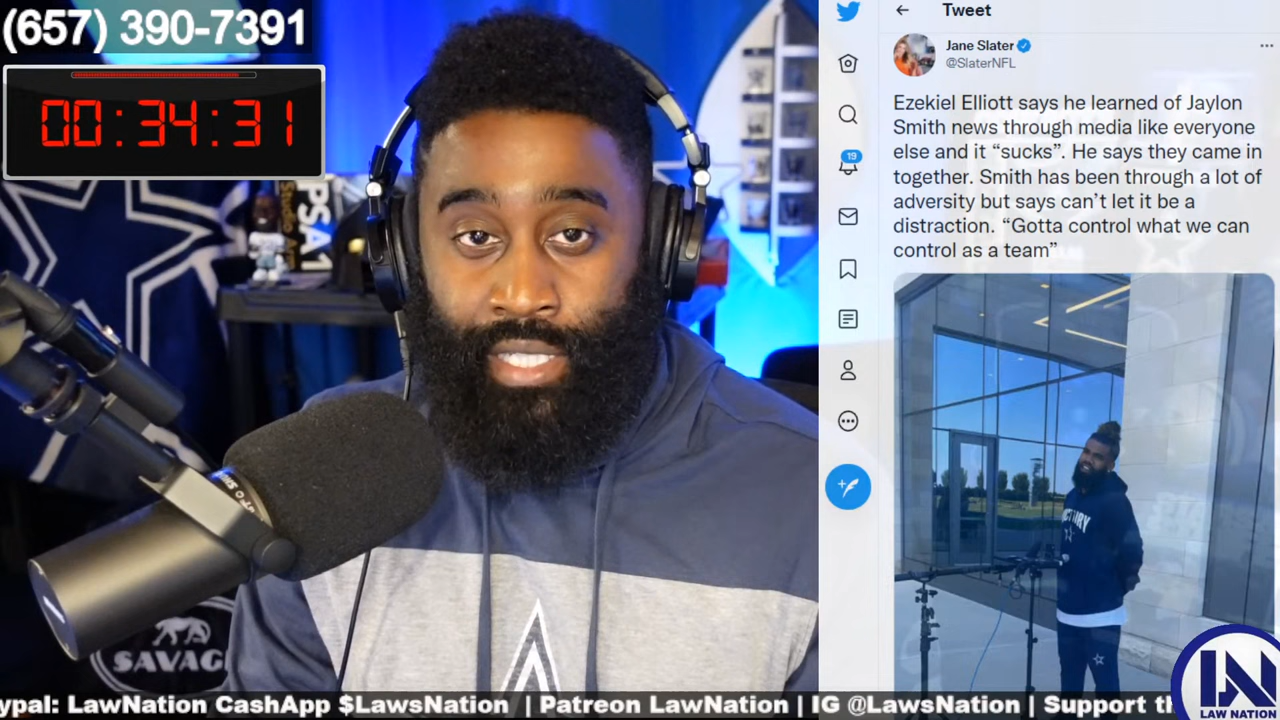 (657) 390-7391
00:34:31
SAVAG
ypal: LawNation CashApp $LawsNation | Patreon LawNation | IG @LawsNation | Support th
Tweet
Jane Slater
@SlaterNFL
Ezekiel Elliott says he learned of Jaylon
Smith news through media like everyone
else and it “sucks”. He says they came in
together. Smith has been through a lot of
adversity but says can’t let it be a
distraction. “Gotta control what we can
control as a team”
19
LN
LAW NATION